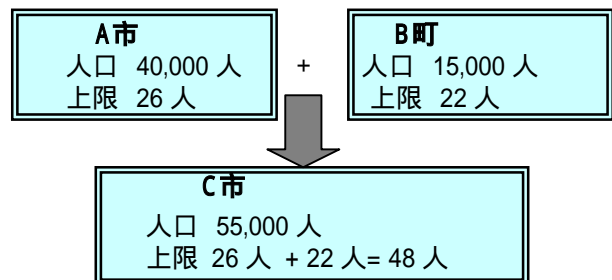 A市
人口 40,000 人
上限 26 人
+
B町
人口 15,000 人
上限 22 人
C市
人口 55,000 人
上限 26 人 + 22 人= 48 人